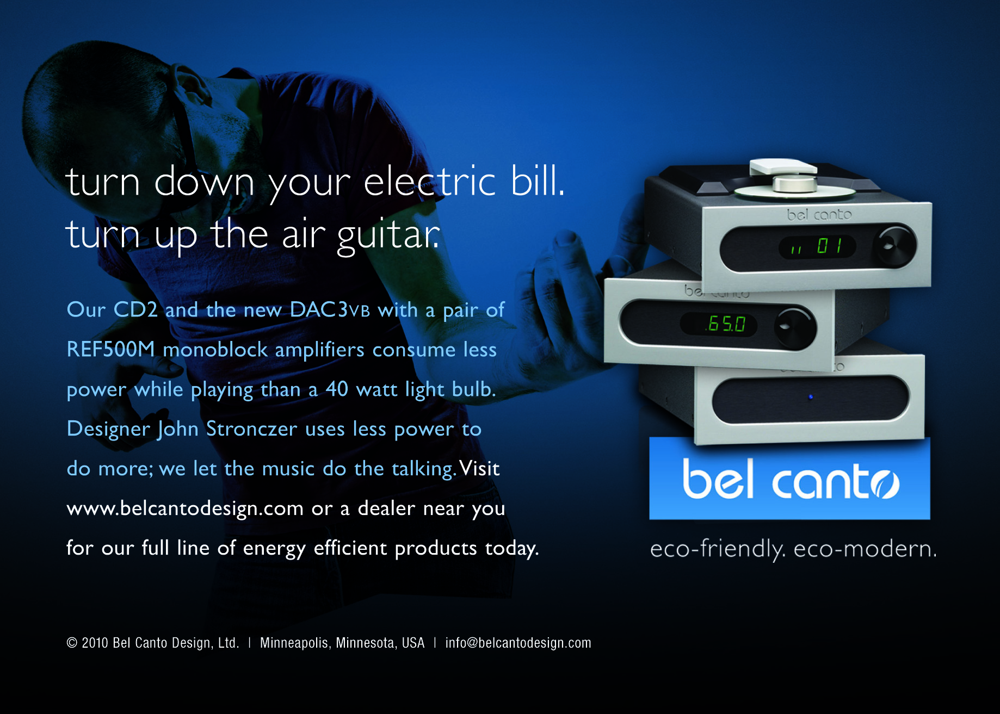 turn down your electric bill.
turn up the air guitar.
Our CD2 and the new DAC3VB with a pair of
REF500M monoblock amplifiers consume less
power while playing than a 40 watt light bulb.
Designer John Stronczer uses less power to
do more; we let the music do the talking. Visit
www.belcantodesign.com or a dealer near you
for our full line of energy efficient products today.
bel canto
01
bel canto
.65.0
bel canto
eco-friendly. eco-modern.
© 2010 Bel Canto Design, Ltd. | Minneapolis, Minnesota, USA | info@belcantodesign.com